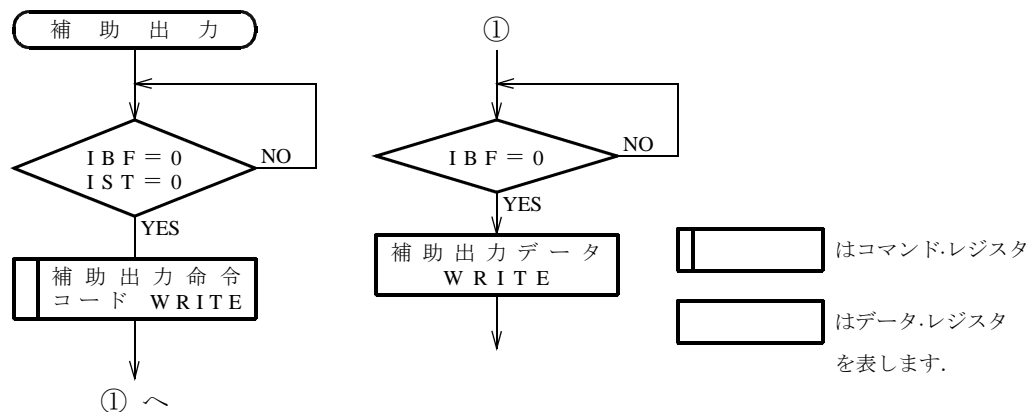 補助出力
IBF=0
IST=0
NO
YES
補助出力命令
コード WRITE
① へ
①
IBF=0
NO
YES
補助出力データ
WRITE
はコマンド・レジスタ
はデータ・レジスタ
を表します.